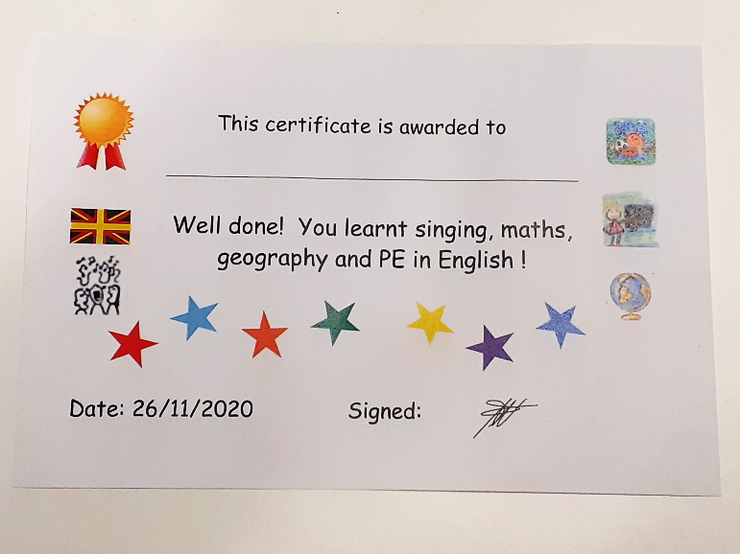 This certificate is awarded to
Well done! You learnt singing, maths,
geography and PE in English !
Date: 26/11/2020 Signed: